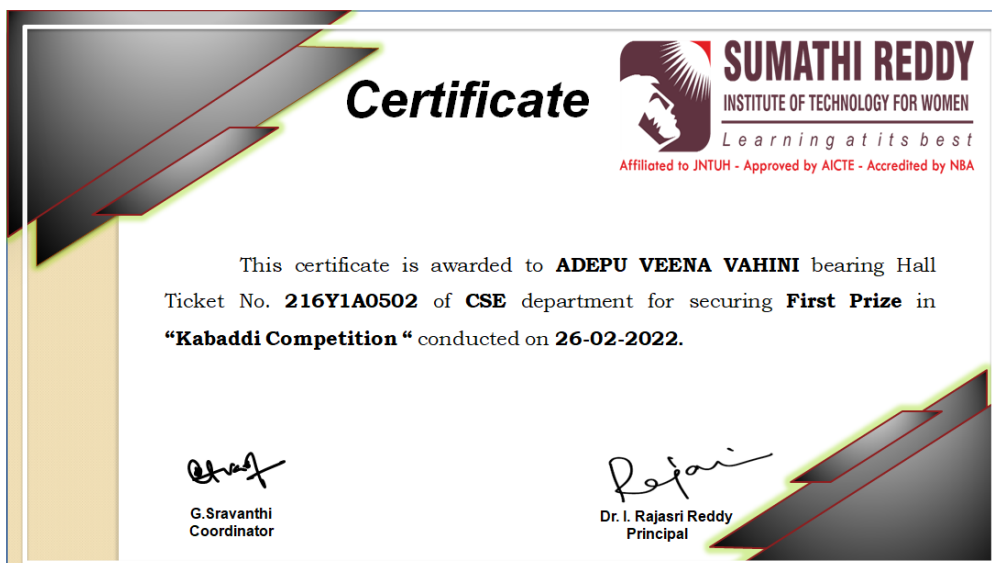 Certificate
SUMATHI REDDY
INSTITUTE OF TECHNOLOGY FOR WOMEN
Learning at its best
Affiliated to JNTUH - Approved by AICTE - Accredited by NBA
This certificate is awarded to ADEPU VEENA VAHINI bearing Hall
Ticket No. 216Y1A0502 of CSE department for securing First Prize in
“Kabaddi Competition “ conducted on 26-02-2022.
Rajani
G.Sravanthi
Coordinator
Dr. I. Rajasri Reddy
Principal